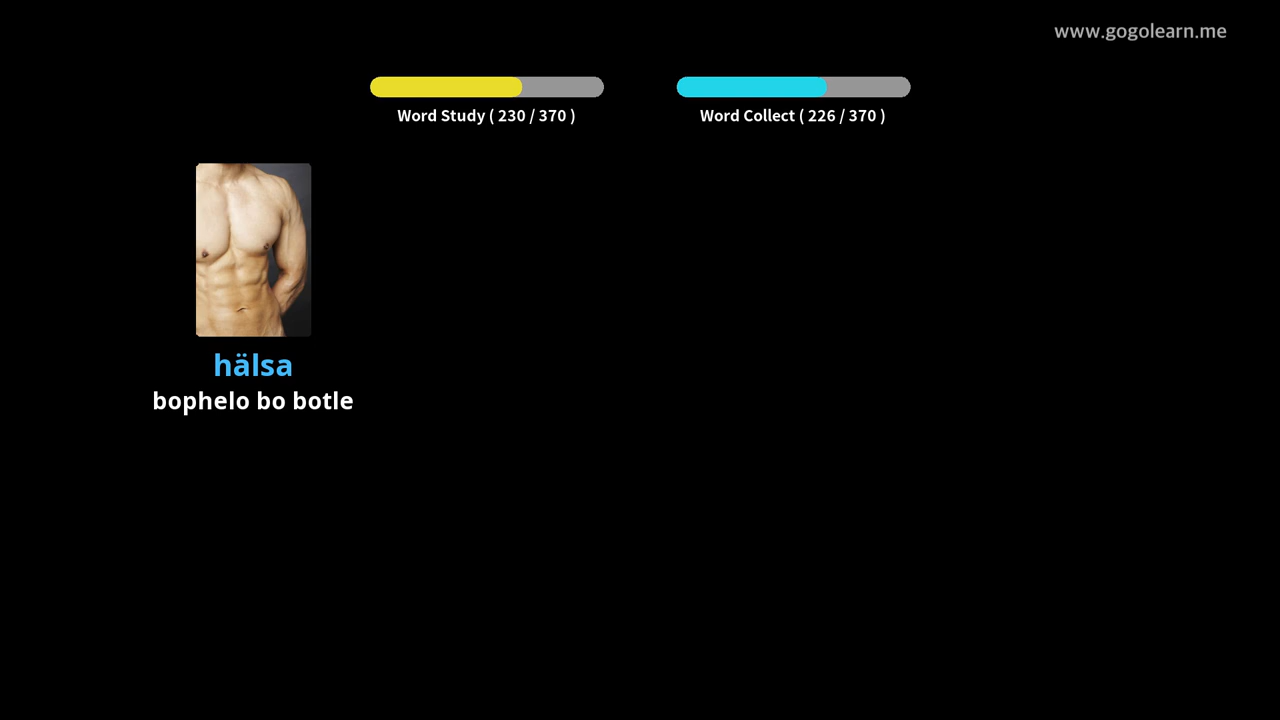 www.gogolearn.me
Word Study ( 230 / 370 )
Word Collect ( 226 / 370 )
hälsa
bophelo bo botle